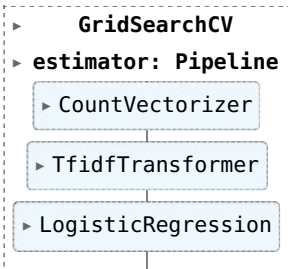 GridSearchCV
estimator: Pipeline
CountVectorizer
TfidfTransformer
LogisticRegression